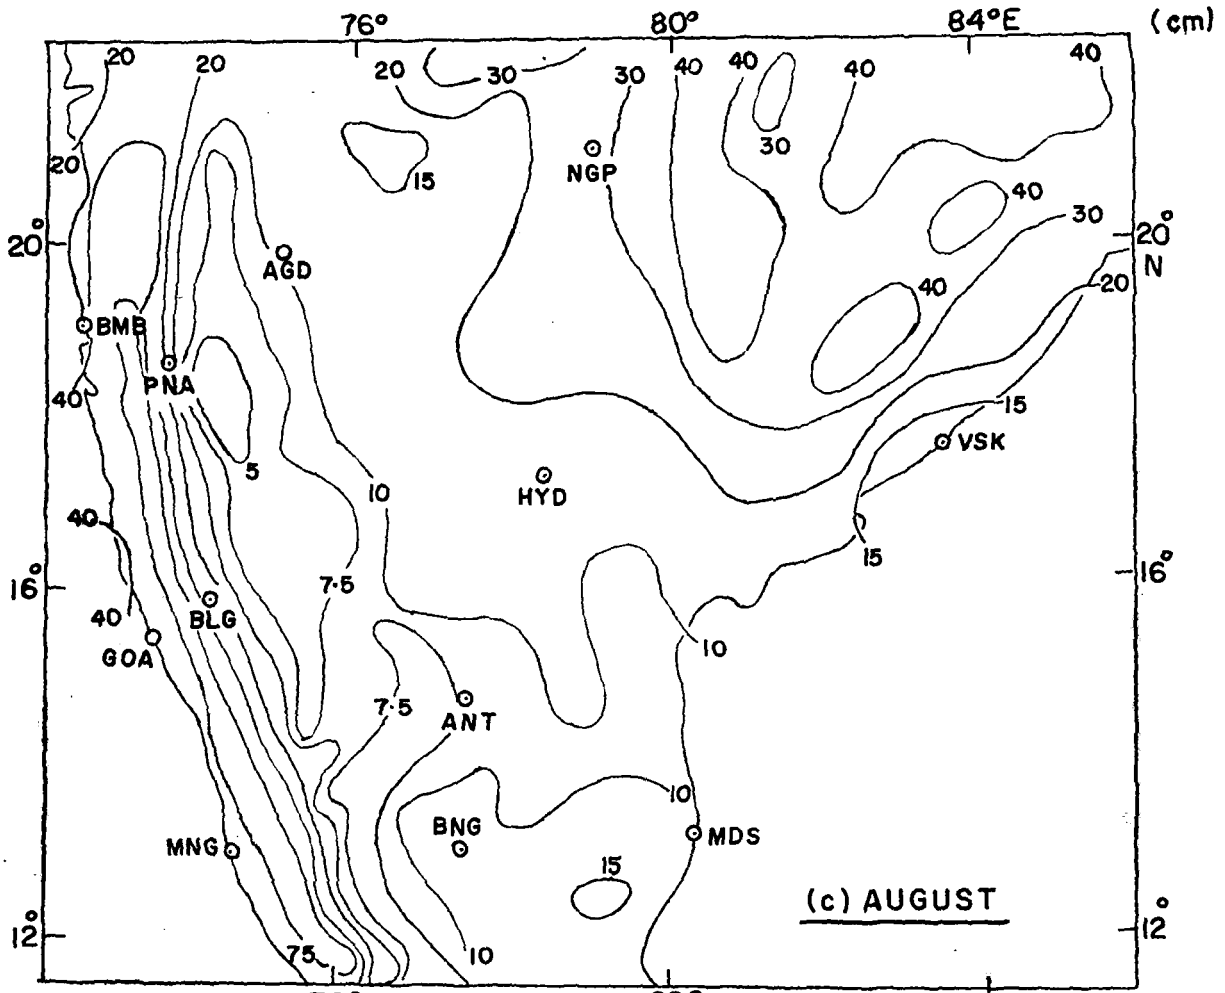 76° 80° 84°E (cm)
20 20 20 30 30 40 40 40 40
30
20 NGP
15 40
30
20° 20°
AGD N
40 20
BMB
PNA
40 15
5 VSK
10 HYD
40
15
16° 7.5 16°
40 BLG
GOA 10
7.5 ANT
10
BNG
MNG MDS
15
(c) AUGUST
12° 12°
75 10